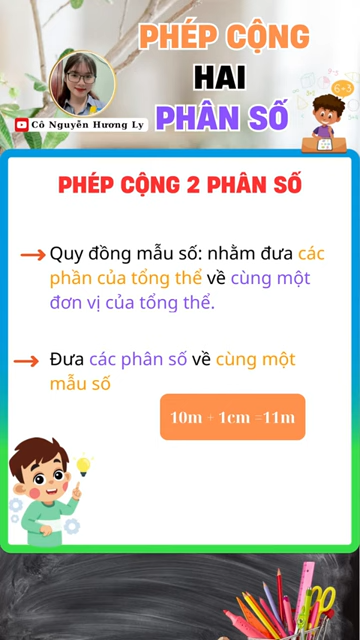 PHÉP CỘNG
HAI
PHÂN SỐ
6+3
Cô Nguyễn Hương Ly
PHÉP CỘNG 2 PHÂN SỐ
Quy đồng mẫu số: nhằm đưa các
phần của tổng thể về cùng một
đơn vị của tổng thể.
Đưa các phân số về cùng một
mẫu số
10m + 1cm =11m